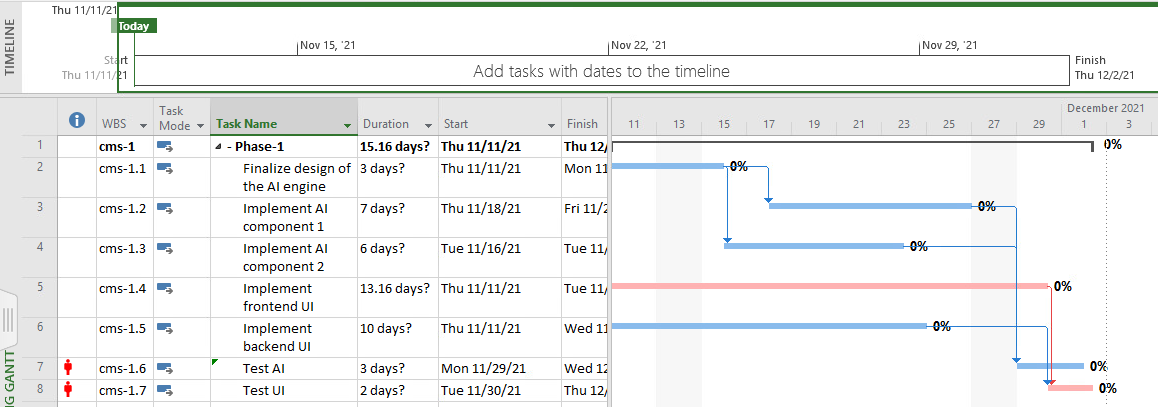 Thu 11/11/21
Today
Nov 15, '21 Nov 22, '21 Nov 29, '21
TIMELINE
Start
Thu 11/11/21
Add tasks with dates to the timeline
Finish
Thu 12/2/21
WBS Task Mode Task Name Duration Start Finish
December 2021
11 13 15 17 19 21 23 25 27 29 1 3
1 cms-1 - Phase-1 15.16 days? Thu 11/11/21 Thu 12/ 0%
2 cms-1.1 Finalize design of 3 days? Thu 11/11/21 Mon 11 0%
the AI engine
3 cms-1.2 Implement AI 7 days? Thu 11/18/21 Fri 11/2 0%
component 1
4 cms-1.3 Implement AI 6 days? Tue 11/16/21 Tue 11/ 0%
component 2
5 cms-1.4 Implement 13.16 days? Thu 11/11/21 Tue 11/ 0%
frontend UI
6 cms-1.5 Implement 10 days? Thu 11/11/21 Wed 11 0%
backend UI
7 cms-1.6 Test AI 3 days? Mon 11/29/21 Wed 12 0%
8 cms-1.7 Test UI 2 days? Tue 11/30/21 Thu 12/ 0%
NG GANTT